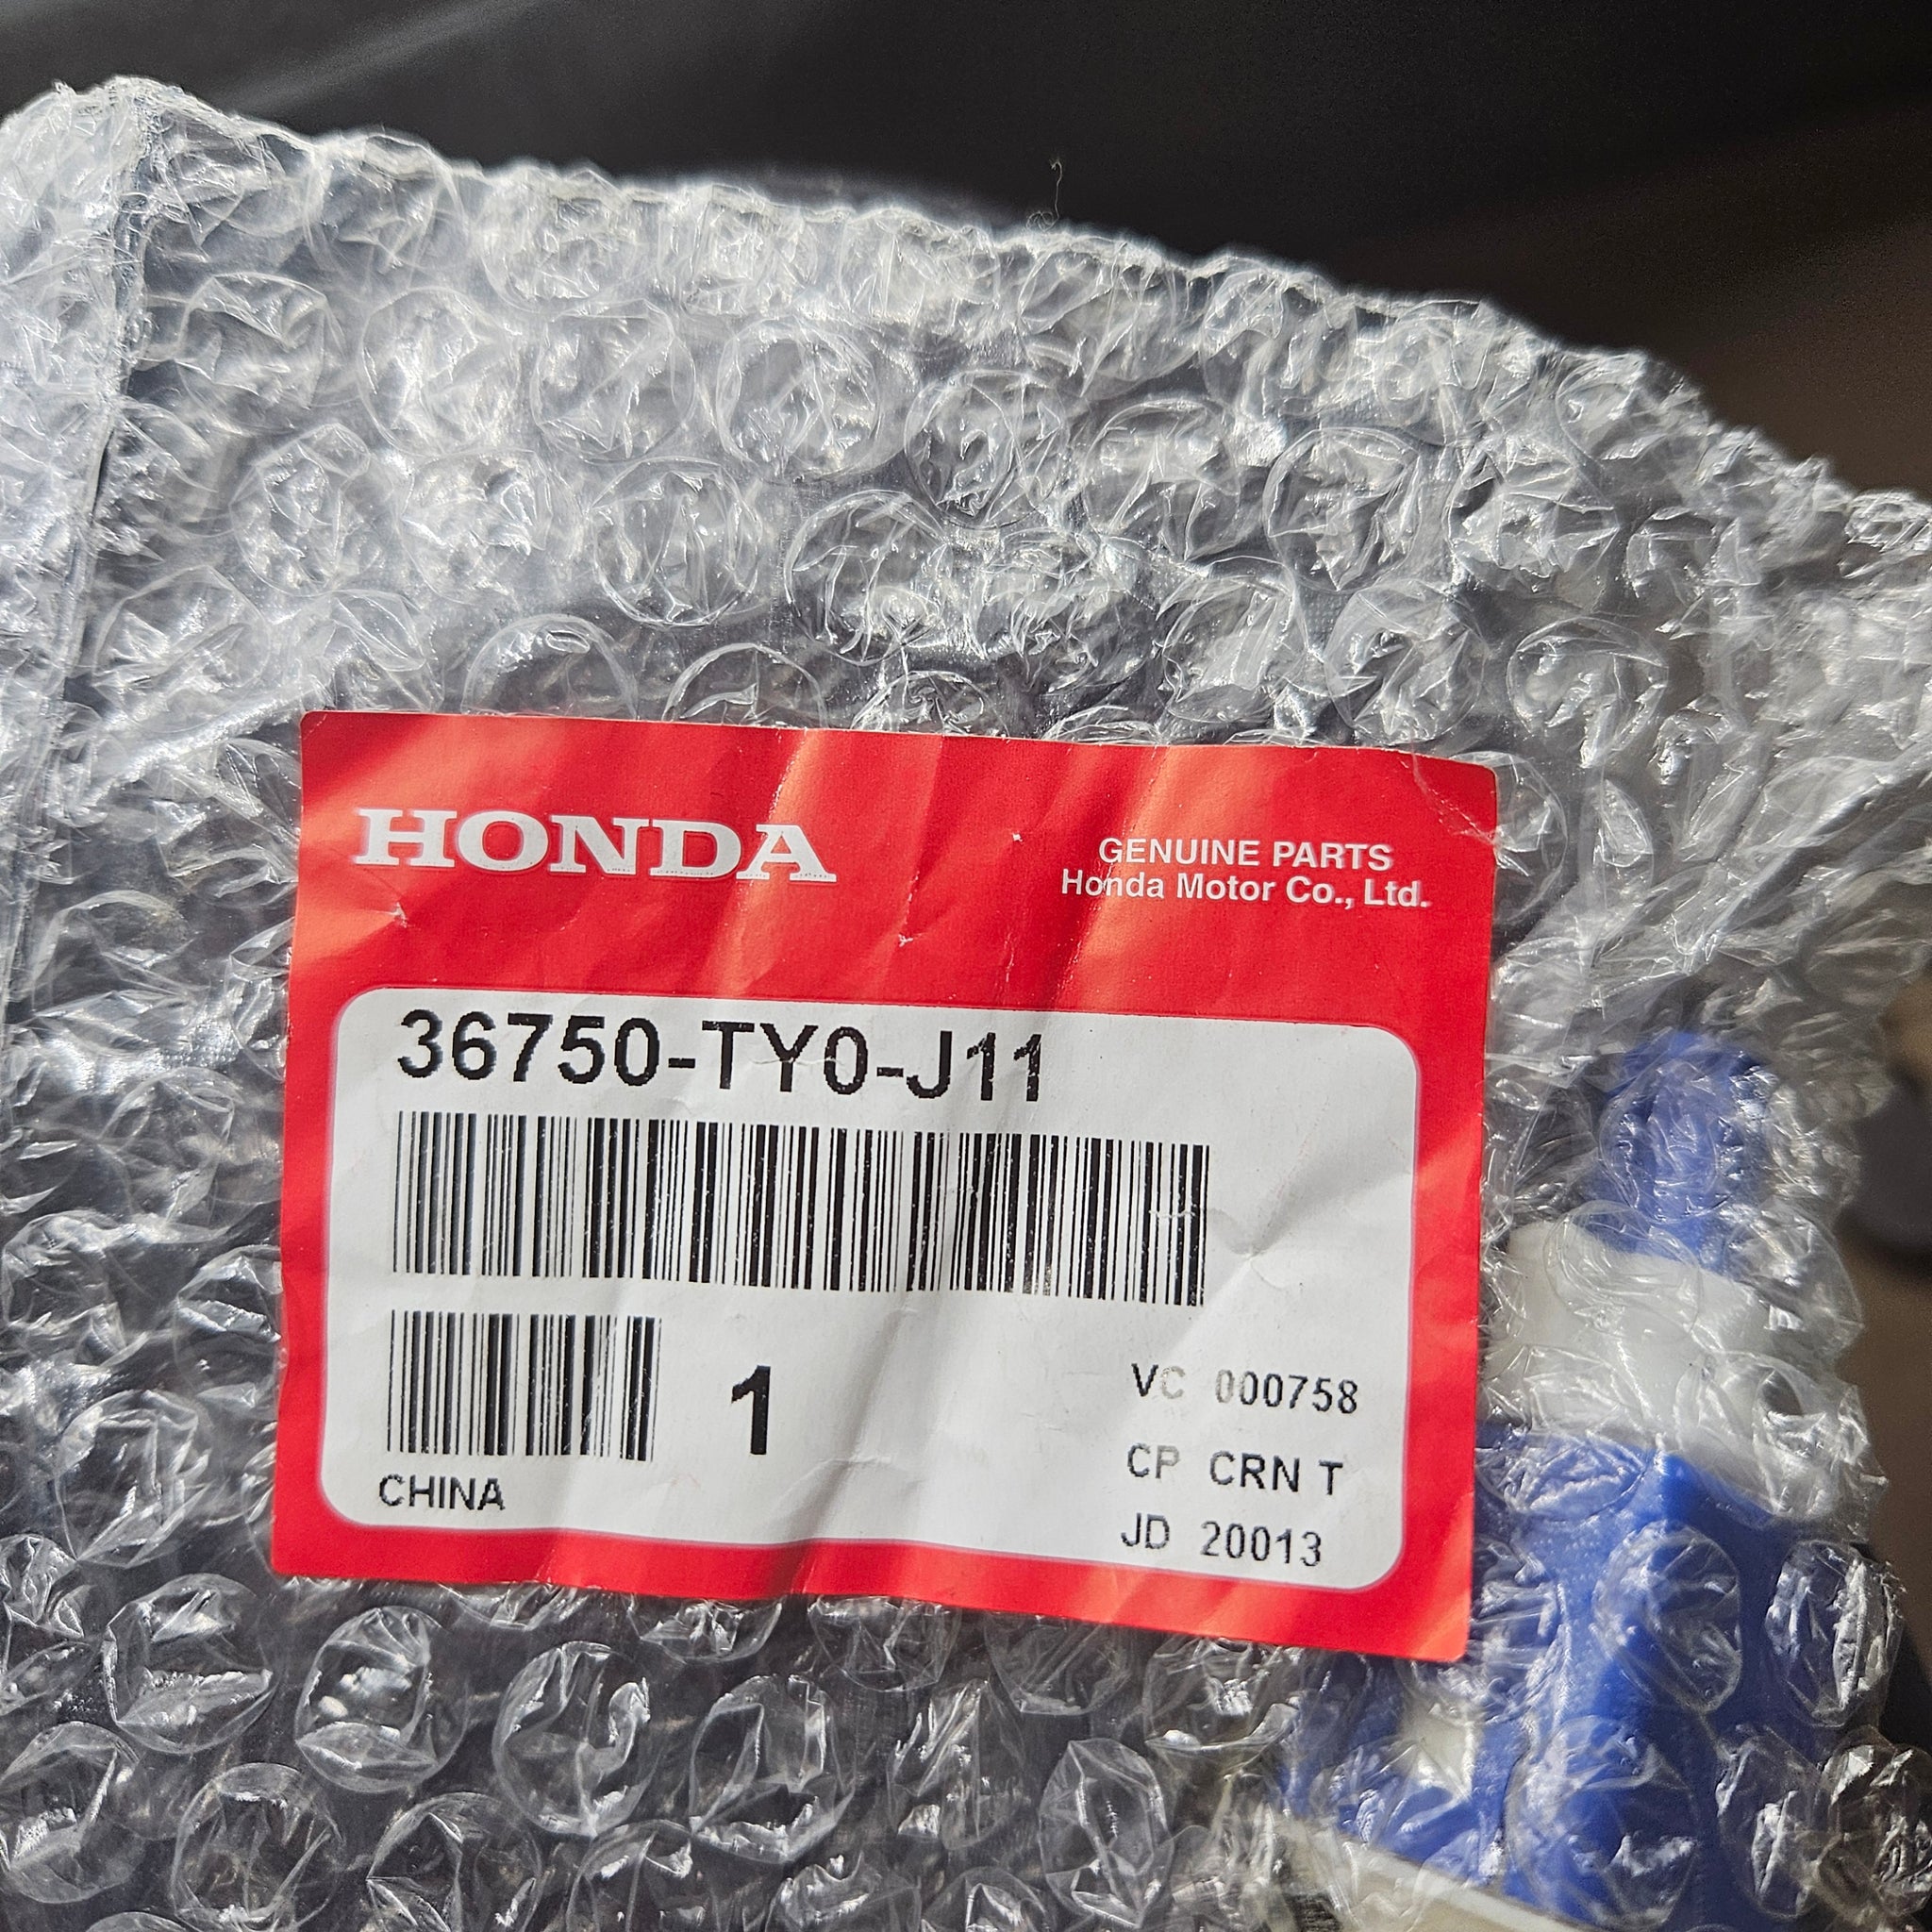 HONDA
GENUINE PARTS
Honda Motor Co., Ltd.
36750-TY0-J11
1
VC 000758
CP CRN T
CHINA
JD 20013